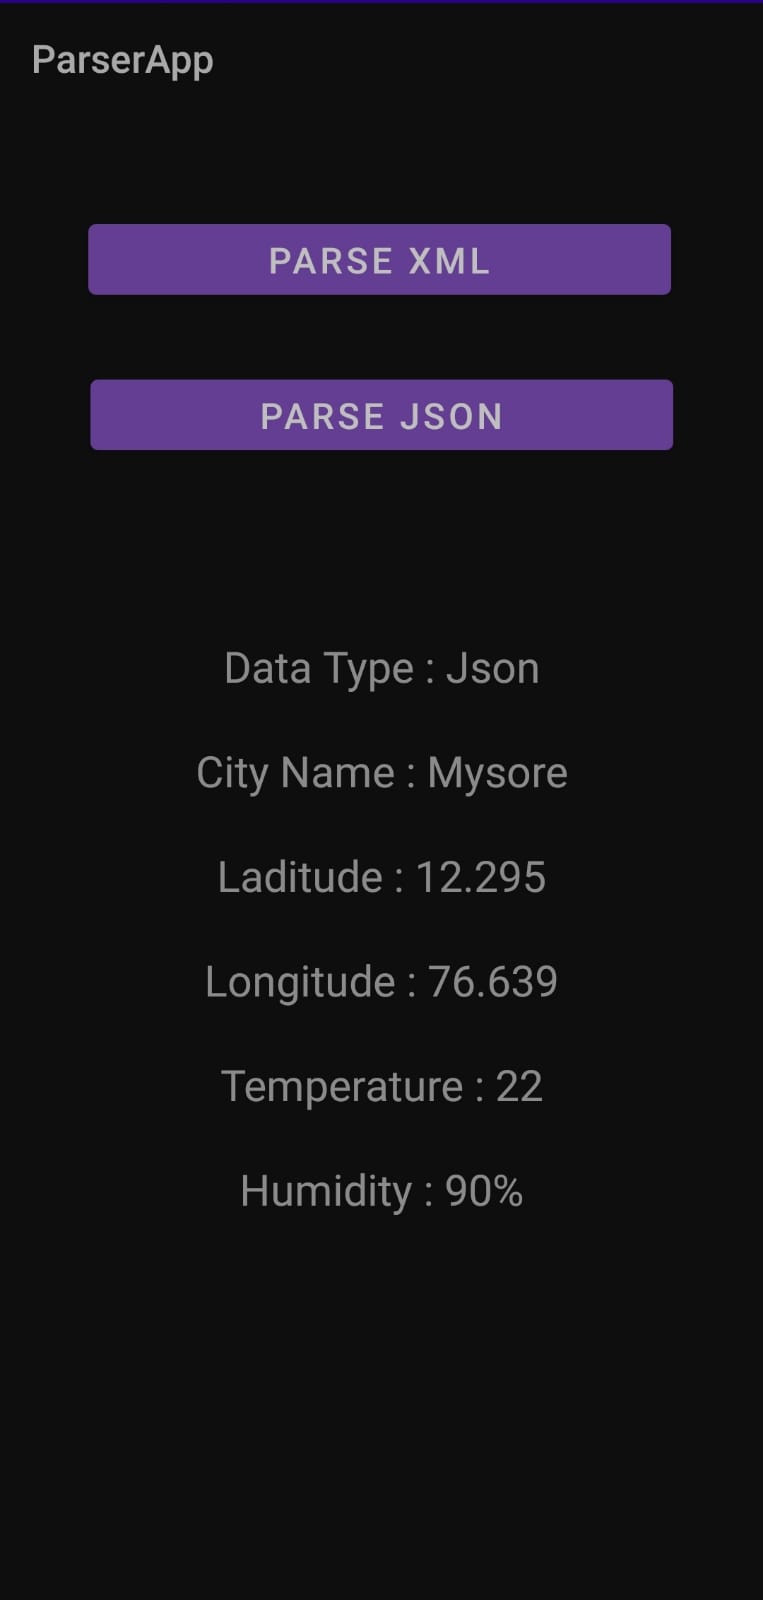 ParserApp
PARSE XML
PARSE JSON
Data Type : Json
City Name : Mysore
Laditude : 12.295
Longitude : 76.639
Temperature : 22
Humidity : 90%